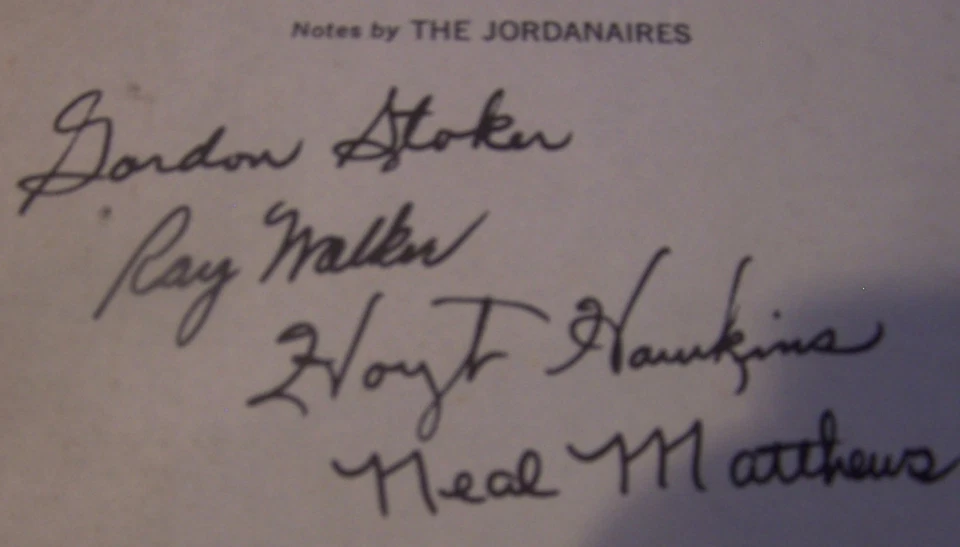 Notes by THE JORDANAIRES
Gordon Stoker
Ray Walker
Hoyt Hawkins
Neal Matthews